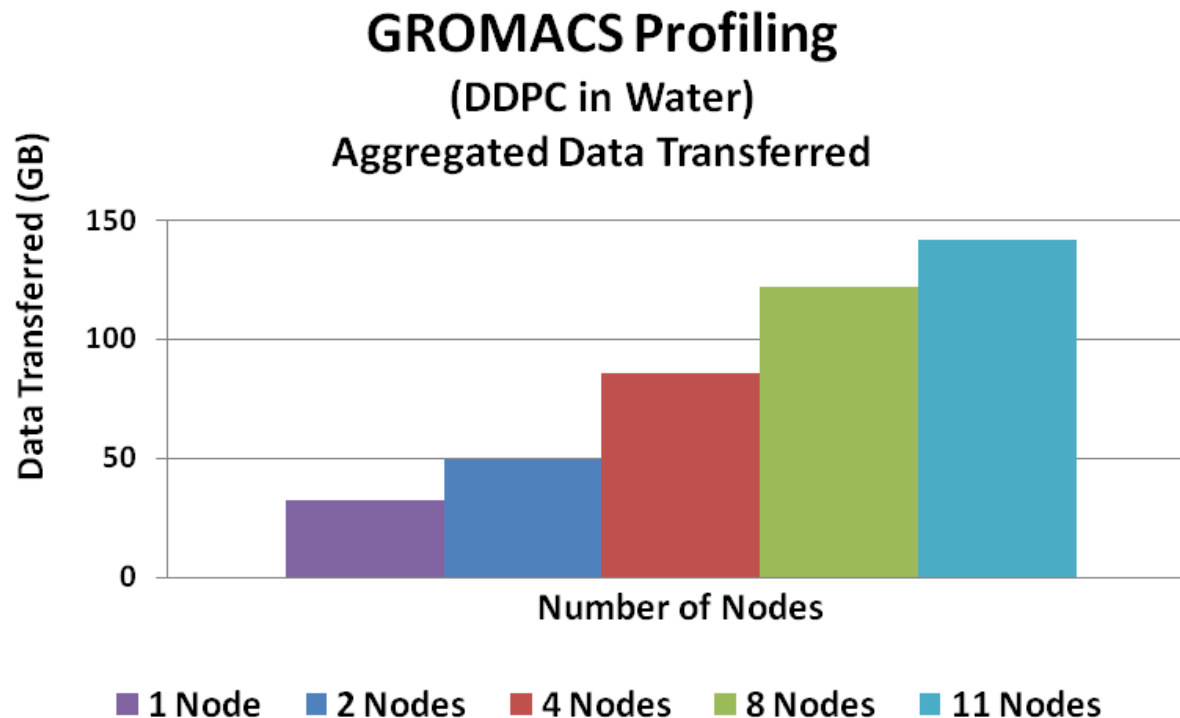 GROMACS Profiling
(DDPC in Water)
Aggregated Data Transferred
Data Transferred (GB)
150
100
50
0
Number of Nodes
1 Node 2 Nodes 4 Nodes 8 Nodes 11 Nodes